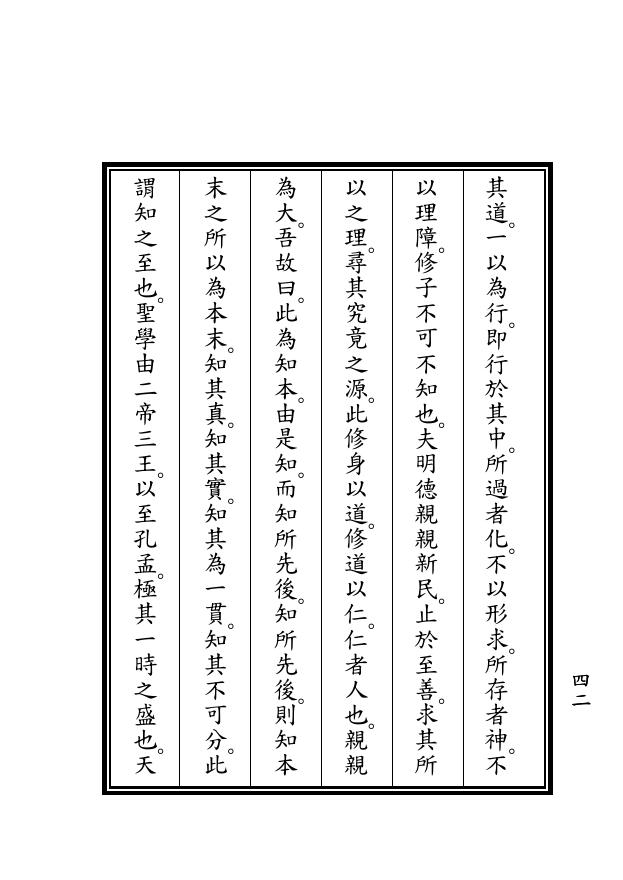 其道。一以為行。即行於其中。所過者化。不以形求。所存者神。不
以理障。修子不可不知也。夫明德親親新民。止於至善。求其所
以之理。尋其究竟之源。此修身以道。修道以仁。仁者人也。親親
為大。吾故曰。此為知本。由是知。而知所先後。知所先後。則知本
末之所以為本末。知其真。知其實。知其為一貫。知其不可分。此
謂知之至也。聖學由二帝三王。以至孔孟。極其一時之盛也。天
四二